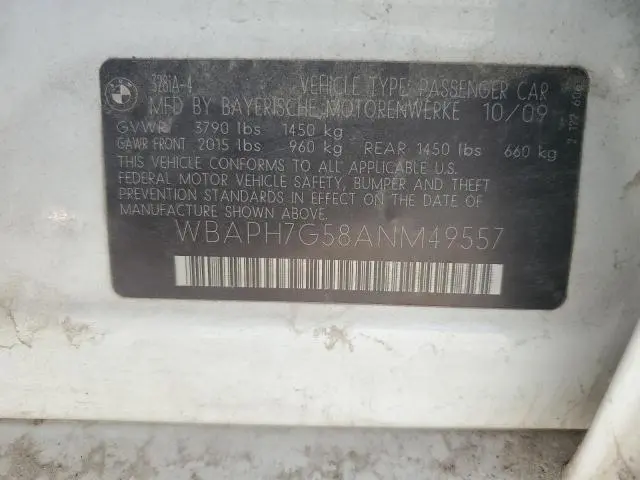 BMW
328iA-4 VEHICLE TYPE: PASSENGER CAR
MFD BY BAYERISCHE MOTORENWERKE 10/09
GVWR 3790 lbs 1450 kg
GAWR FRONT 2015 lbs 960 kg REAR 1450 lbs 660 kg
THIS VEHICLE CONFORMS TO ALL APPLICABLE U.S.
FEDERAL MOTOR VEHICLE SAFETY, BUMPER AND THEFT
PREVENTION STANDARDS IN EFFECT ON THE DATE OF
MANUFACTURE SHOWN ABOVE.
WBAPH7G58ANM49557